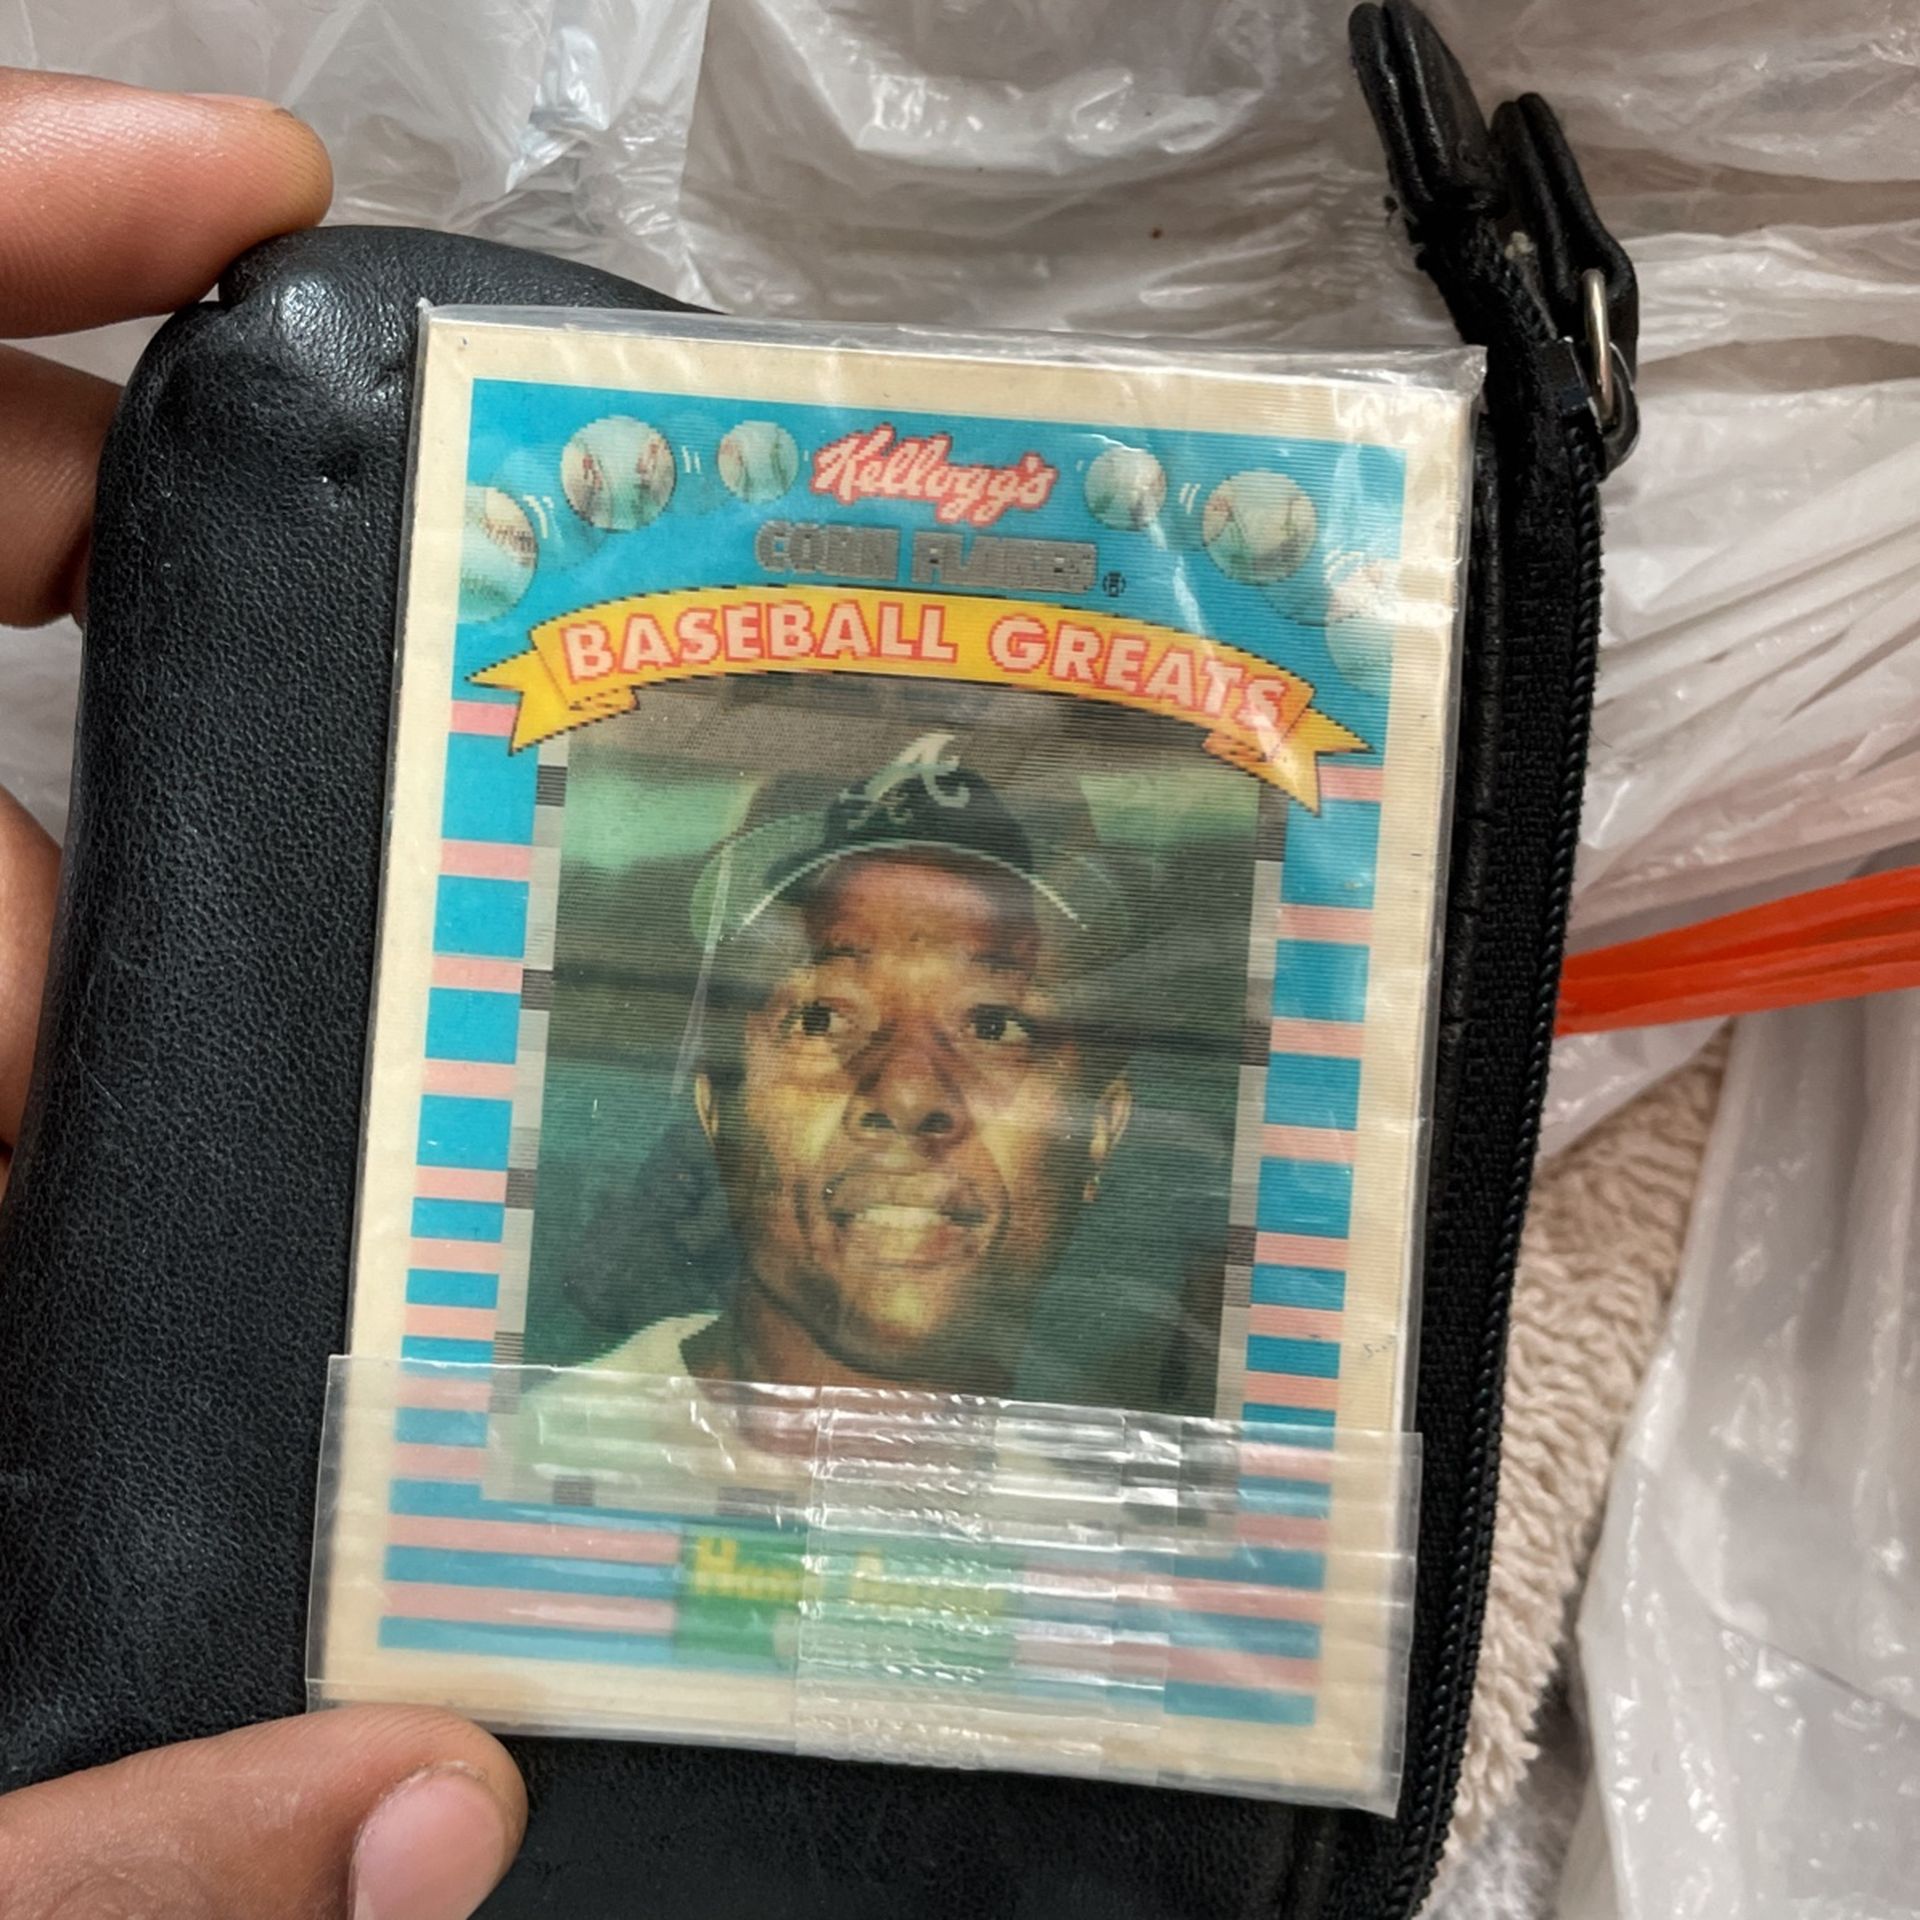 Kellogg's
CORN FLAKES®
BASEBALL GREATS
A